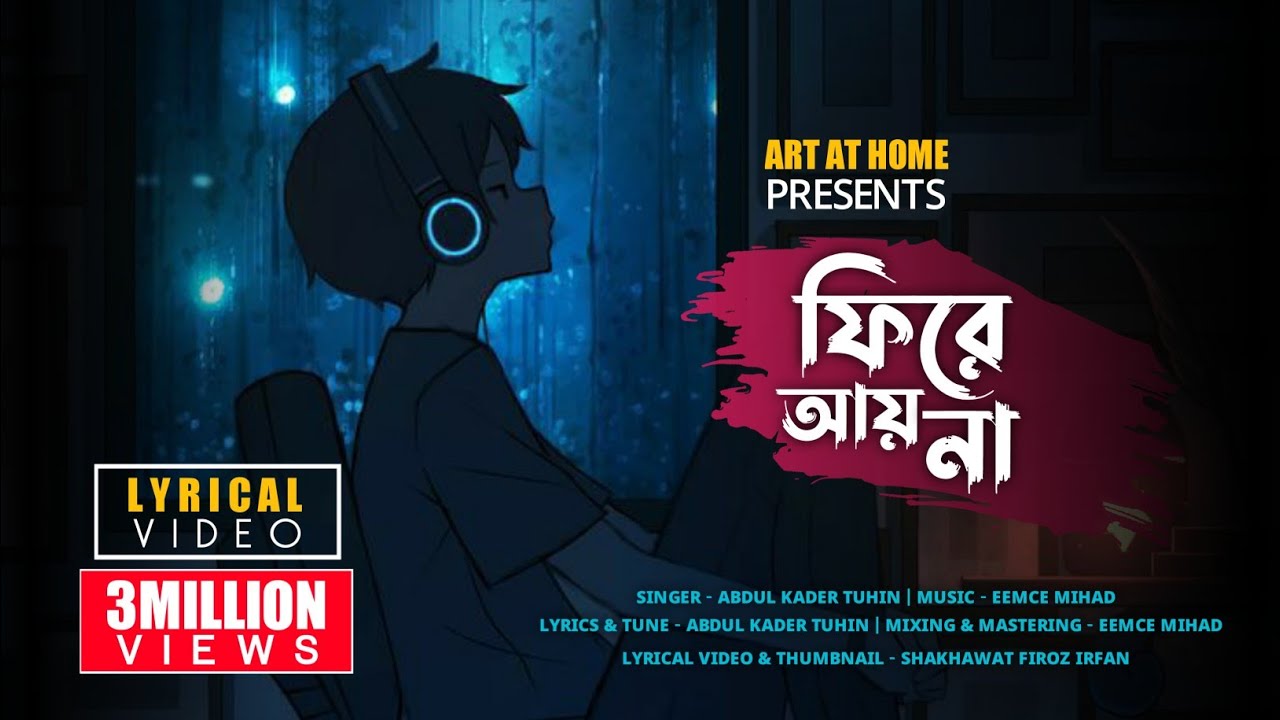 ART AT HOME
PRESENTS
ফিরে
আয় না
LYRICAL
VIDEO
3MILLION
VIEWS
SINGER - ABDUL KADER TUHIN | MUSIC - EEMCE MIHAD
LYRICS & TUNE - ABDUL KADER TUHIN | MIXING & MASTERING - EEMCE MIHAD
LYRICAL VIDEO & THUMBNAIL - SHAKHAWAT FIROZ IRFAN